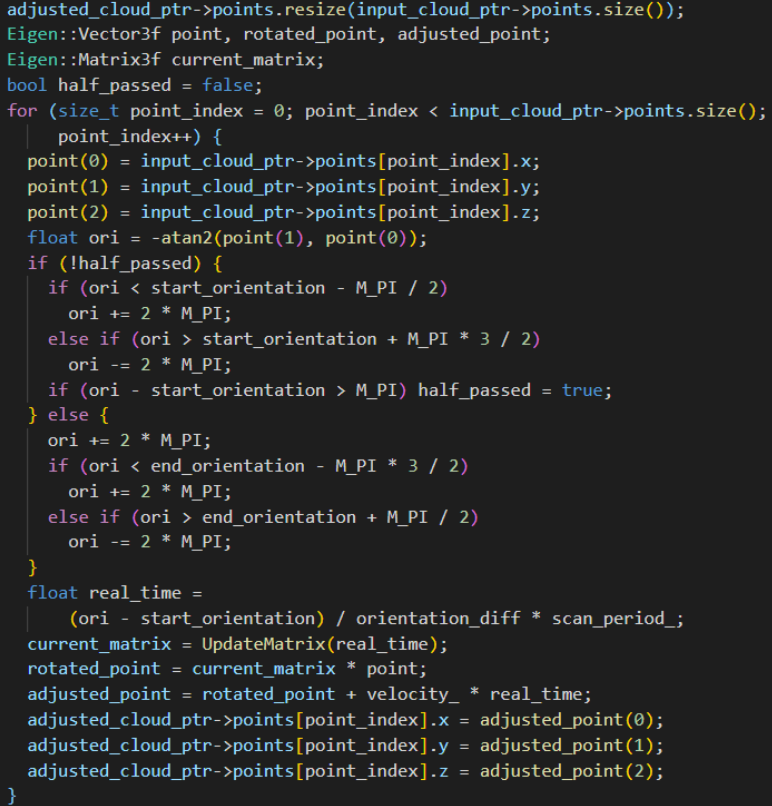 adjusted_cloud_ptr->points.resize(input_cloud_ptr->points.size());
Eigen::Vector3f point, rotated_point, adjusted_point;
Eigen::Matrix3f current_matrix;
bool half_passed = false;
for (size_t point_index = 0; point_index < input_cloud_ptr->points.size();
     point_index++) {
  point(0) = input_cloud_ptr->points[point_index].x;
  point(1) = input_cloud_ptr->points[point_index].y;
  point(2) = input_cloud_ptr->points[point_index].z;
  float ori = -atan2(point(1), point(0));
  if (!half_passed) {
    if (ori < start_orientation - M_PI / 2)
      ori += 2 * M_PI;
    else if (ori > start_orientation + M_PI * 3 / 2)
      ori -= 2 * M_PI;
    if (ori - start_orientation > M_PI) half_passed = true;
  } else {
    ori += 2 * M_PI;
    if (ori < end_orientation - M_PI * 3 / 2)
      ori += 2 * M_PI;
    else if (ori > end_orientation + M_PI / 2)
      ori -= 2 * M_PI;
  }
  float real_time =
      (ori - start_orientation) / orientation_diff * scan_period_;
  current_matrix = UpdateMatrix(real_time);
  rotated_point = current_matrix * point;
  adjusted_point = rotated_point + velocity_ * real_time;
  adjusted_cloud_ptr->points[point_index].x = adjusted_point(0);
  adjusted_cloud_ptr->points[point_index].y = adjusted_point(1);
  adjusted_cloud_ptr->points[point_index].z = adjusted_point(2);
}